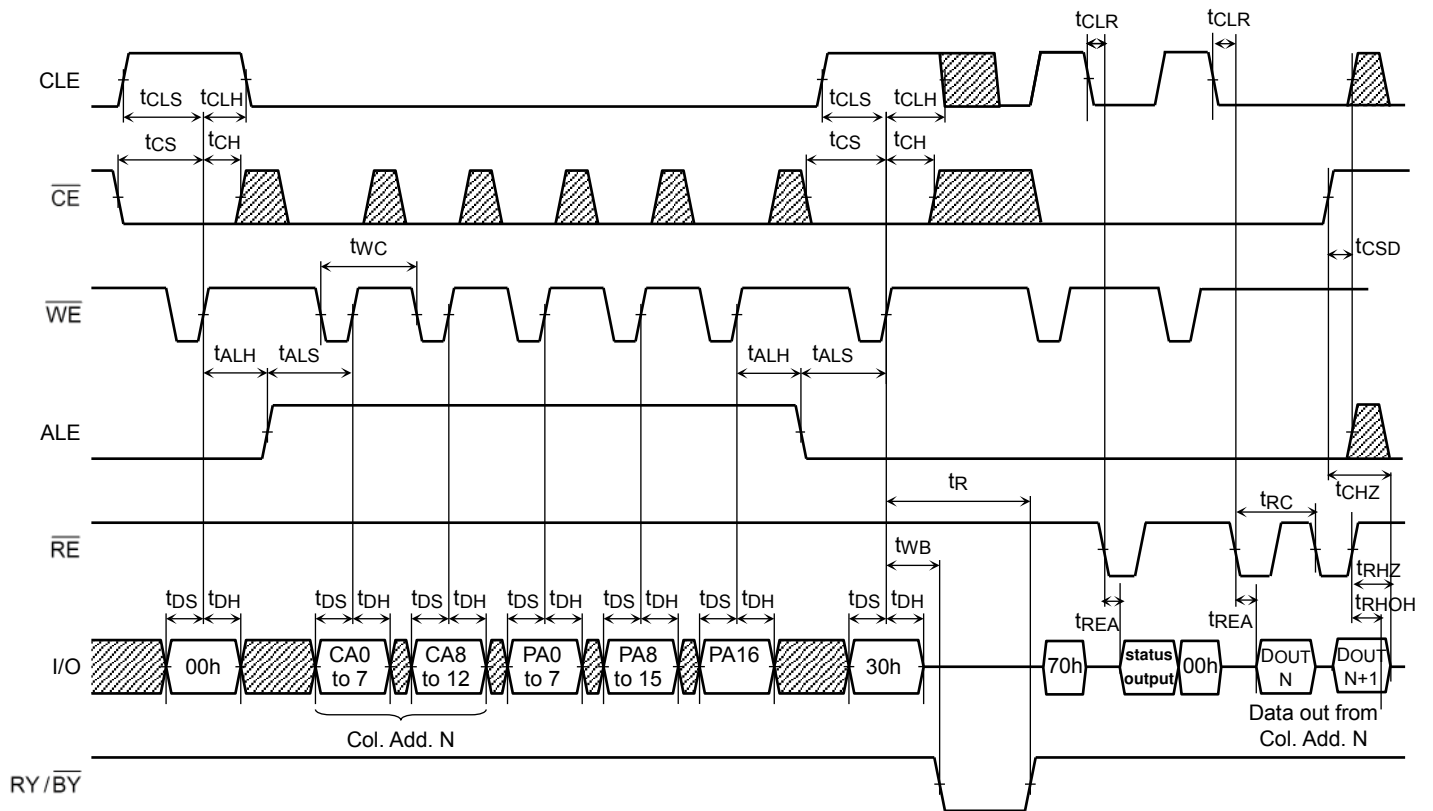 tCLR tCLR
CLE
tCLS tCLH tCLS tCLH
tCS tCH tCS tCH
CE
tWC tCSD
WE
tALH tALS tALH tALS
ALE
tR tCHZ
tRC
RE
tWB
tRHZ
tDS tDH tDS tDH tDS tDH tDS tDH tDS tDH tDS tDH tDS tDH tRHOH
tREA tREA
I/O 00h CA0 to 7 CA8 to 12 PA0 to 7 PA8 to 15 PA16 30h 70h status output 00h DOUT N DOUT N+1
Col. Add. N
Data out from
Col. Add. N
RY/BY